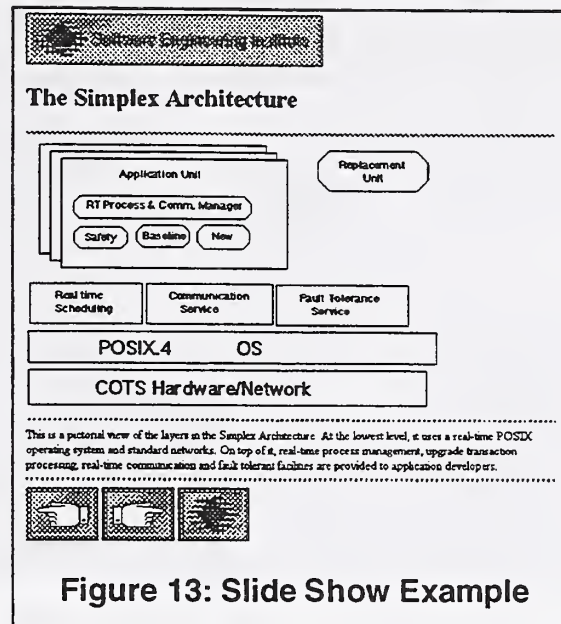 Software Engineering Institute
The Simplex Architecture
Application Unit
RT Process & Comm. Manager
Safety
Baseline
New
Replacement
Unit
Real time
Scheduling
Communication
Service
Fault Tolerance
Service
POSIX.4 OS
COTS Hardware/Network
This is a pictorial view of the layers in the Simplex Architecture. At the lowest level, it uses a real-time POSIX
operating system and standard networks. On top of it, real-time process management, upgrade transaction
processing, real-time communication and fault tolerant facilities are provided to application developers.
Figure 13: Slide Show Example